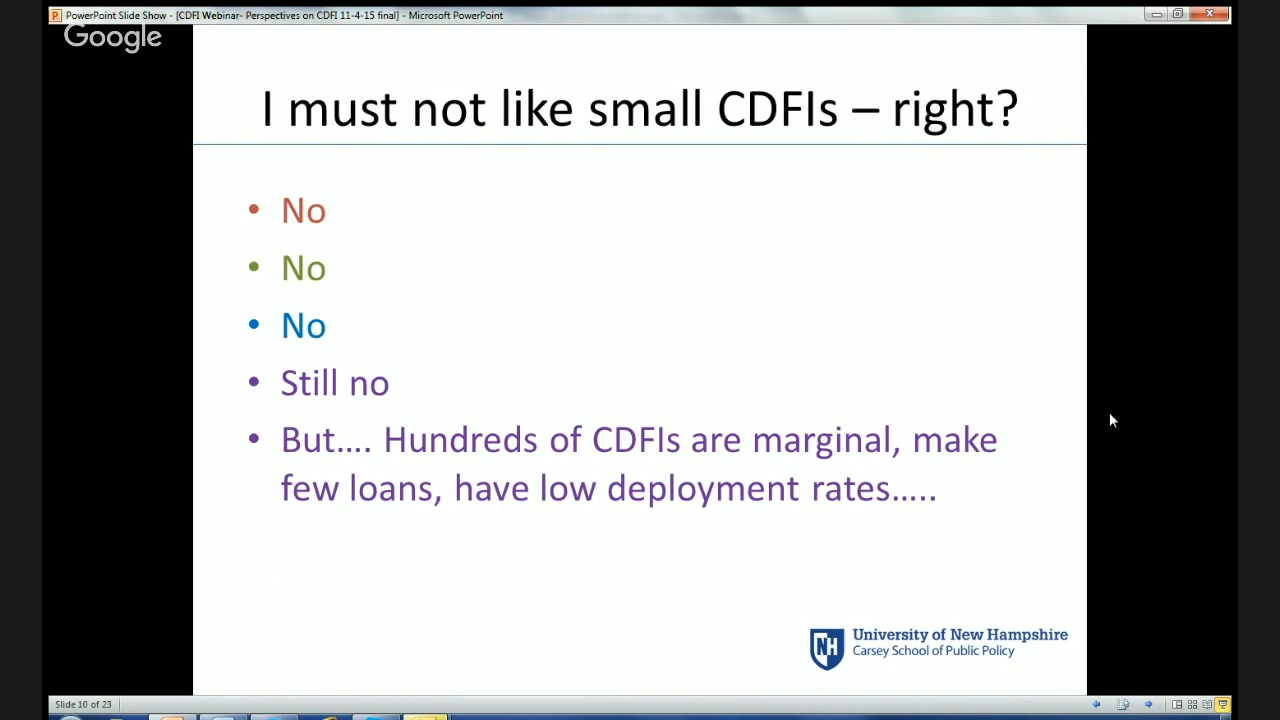 PowerPoint Slide Show - [CDFI Webinar- Perspectives on CDFI 11-4-15 final] - Microsoft PowerPoint
Google
I must not like small CDFIs – right?
• No
• No
• No
• Still no
• But…. Hundreds of CDFIs are marginal, make
few loans, have low deployment rates…..
NH
University of New Hampshire
Carsey School of Public Policy
Slide 10 of 23